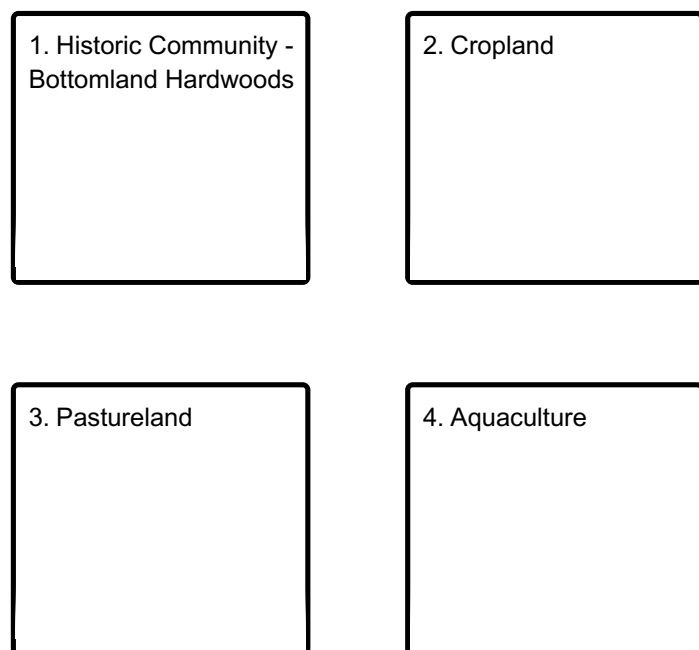 1. Historic Community -
Bottomland Hardwoods
2. Cropland
3. Pastureland
4. Aquaculture